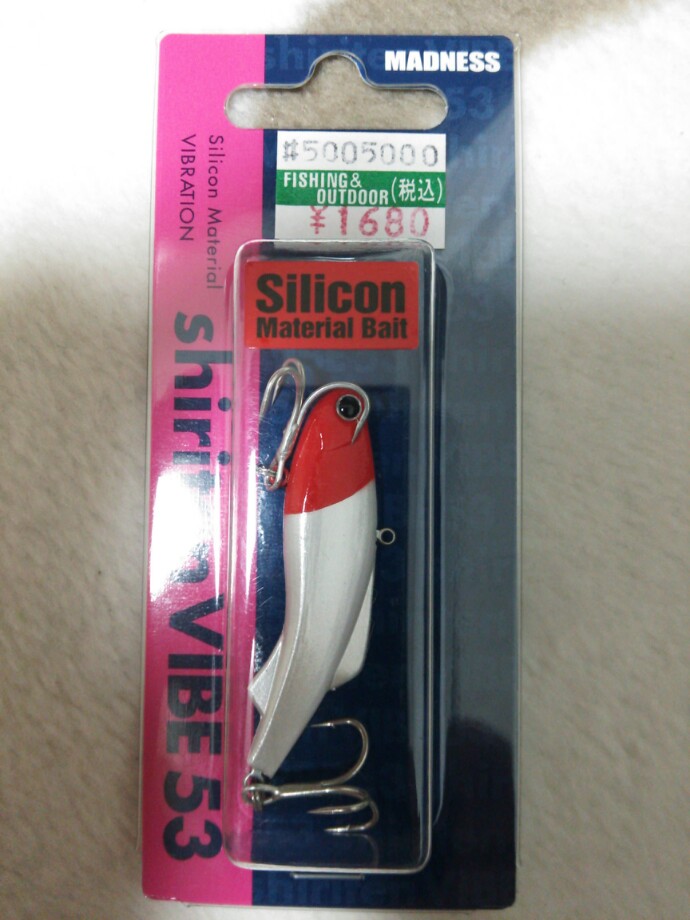 MADNESS
#5005000
FISHING &
OUTDOOR (税込)
¥1680
Silicon
Material Bait
Silicon Material
VIBRATION
VIBE 53